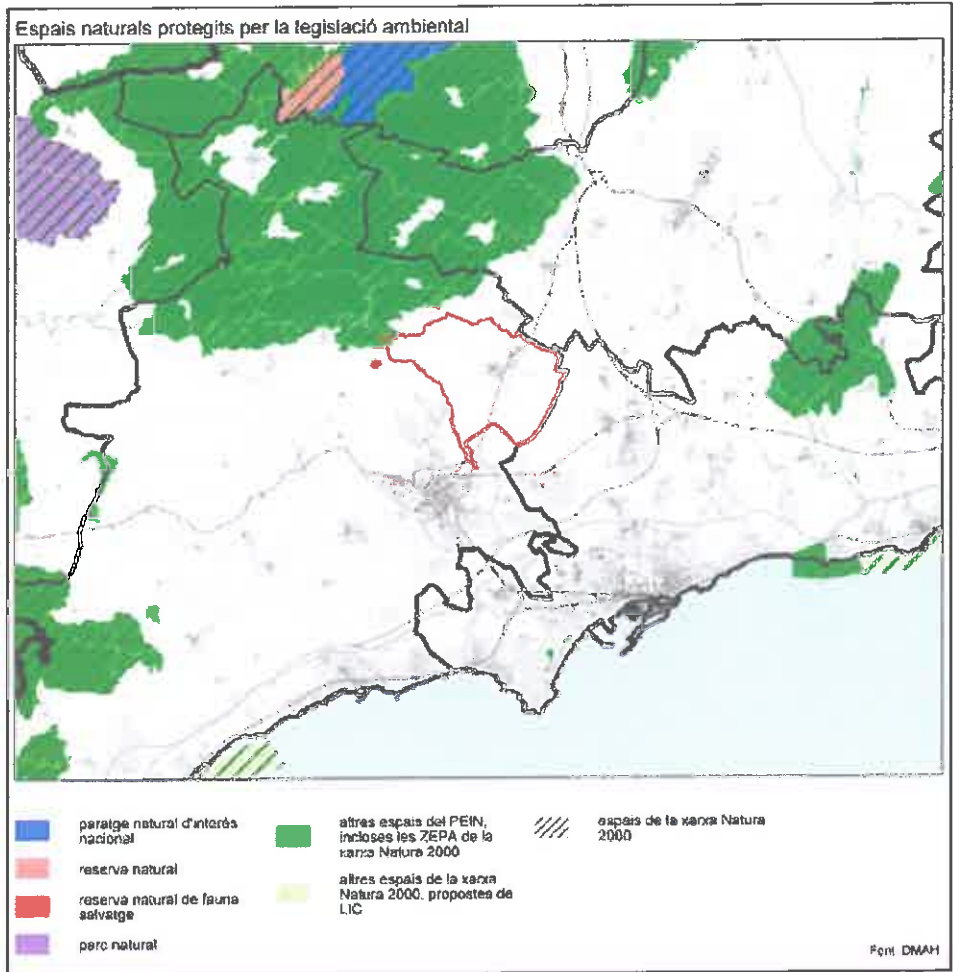 Espais naturals protegits per la legislació ambiental
paratge natural d'interès
nacional
reserva natural
reserva natural de fauna
salvatge
parc natural
altres espais del PEIN,
incloses les ZEPA de la
xarxa Natura 2000
altres espais de la xarxa
Natura 2000, propostes de
LIC
espais de la xarxa Natura
2000
Font DMAH